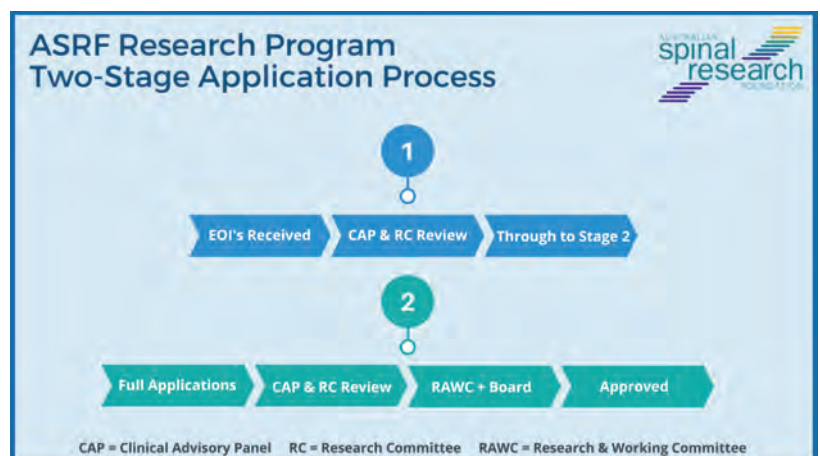 ASRF Research Program
Two-Stage Application Process
AUSTRALIAN
spinal
research
FOUNDATION
1
EOI's Received
CAP & RC Review
Through to Stage 2
2
Full Applications
CAP & RC Review
RAWC + Board
Approved
CAP = Clinical Advisory Panel RC = Research Committee RAWC = Research & Working Committee